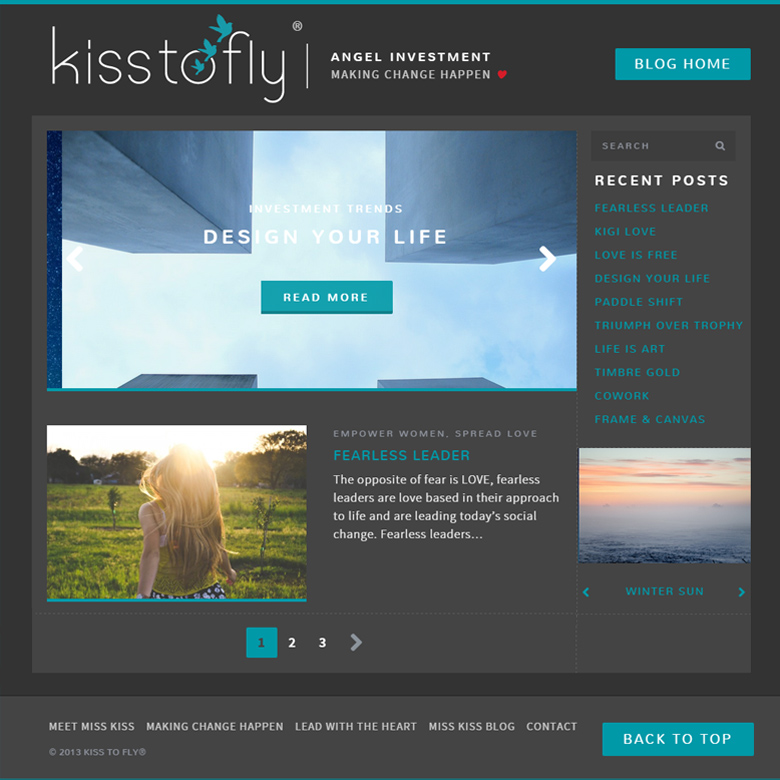 kisstofly®
ANGEL INVESTMENT
MAKING CHANGE HAPPEN
BLOG HOME
INVESTMENT TRENDS
DESIGN YOUR LIFE
READ MORE
SEARCH
RECENT POSTS
FEARLESS LEADER
KIGI LOVE
LOVE IS FREE
DESIGN YOUR LIFE
PADDLE SHIFT
TRIUMPH OVER TROPHY
LIFE IS ART
TIMBRE GOLD
COWORK
FRAME & CANVAS
EMPOWER WOMEN, SPREAD LOVE
FEARLESS LEADER
The opposite of fear is LOVE, fearless
leaders are love based in their approach
to life and are leading today’s social
change. Fearless leaders…
WINTER SUN
1 2 3
MEET MISS KISS MAKING CHANGE HAPPEN LEAD WITH THE HEART MISS KISS BLOG CONTACT
BACK TO TOP
© 2013 KISS TO FLY®